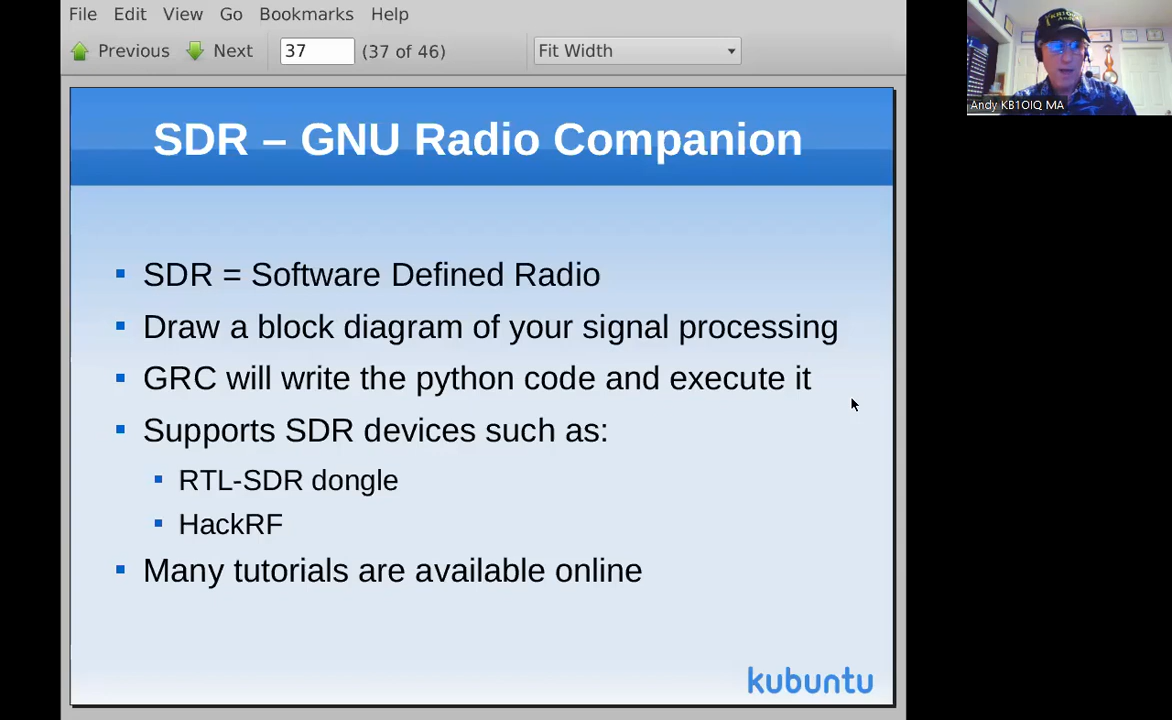 File Edit View Go Bookmarks Help
Previous Next 37 (37 of 46) Fit Width
Andy KB1OIQ MA
SDR – GNU Radio Companion
SDR = Software Defined Radio
Draw a block diagram of your signal processing
GRC will write the python code and execute it
Supports SDR devices such as:
RTL-SDR dongle
HackRF
Many tutorials are available online
kubuntu